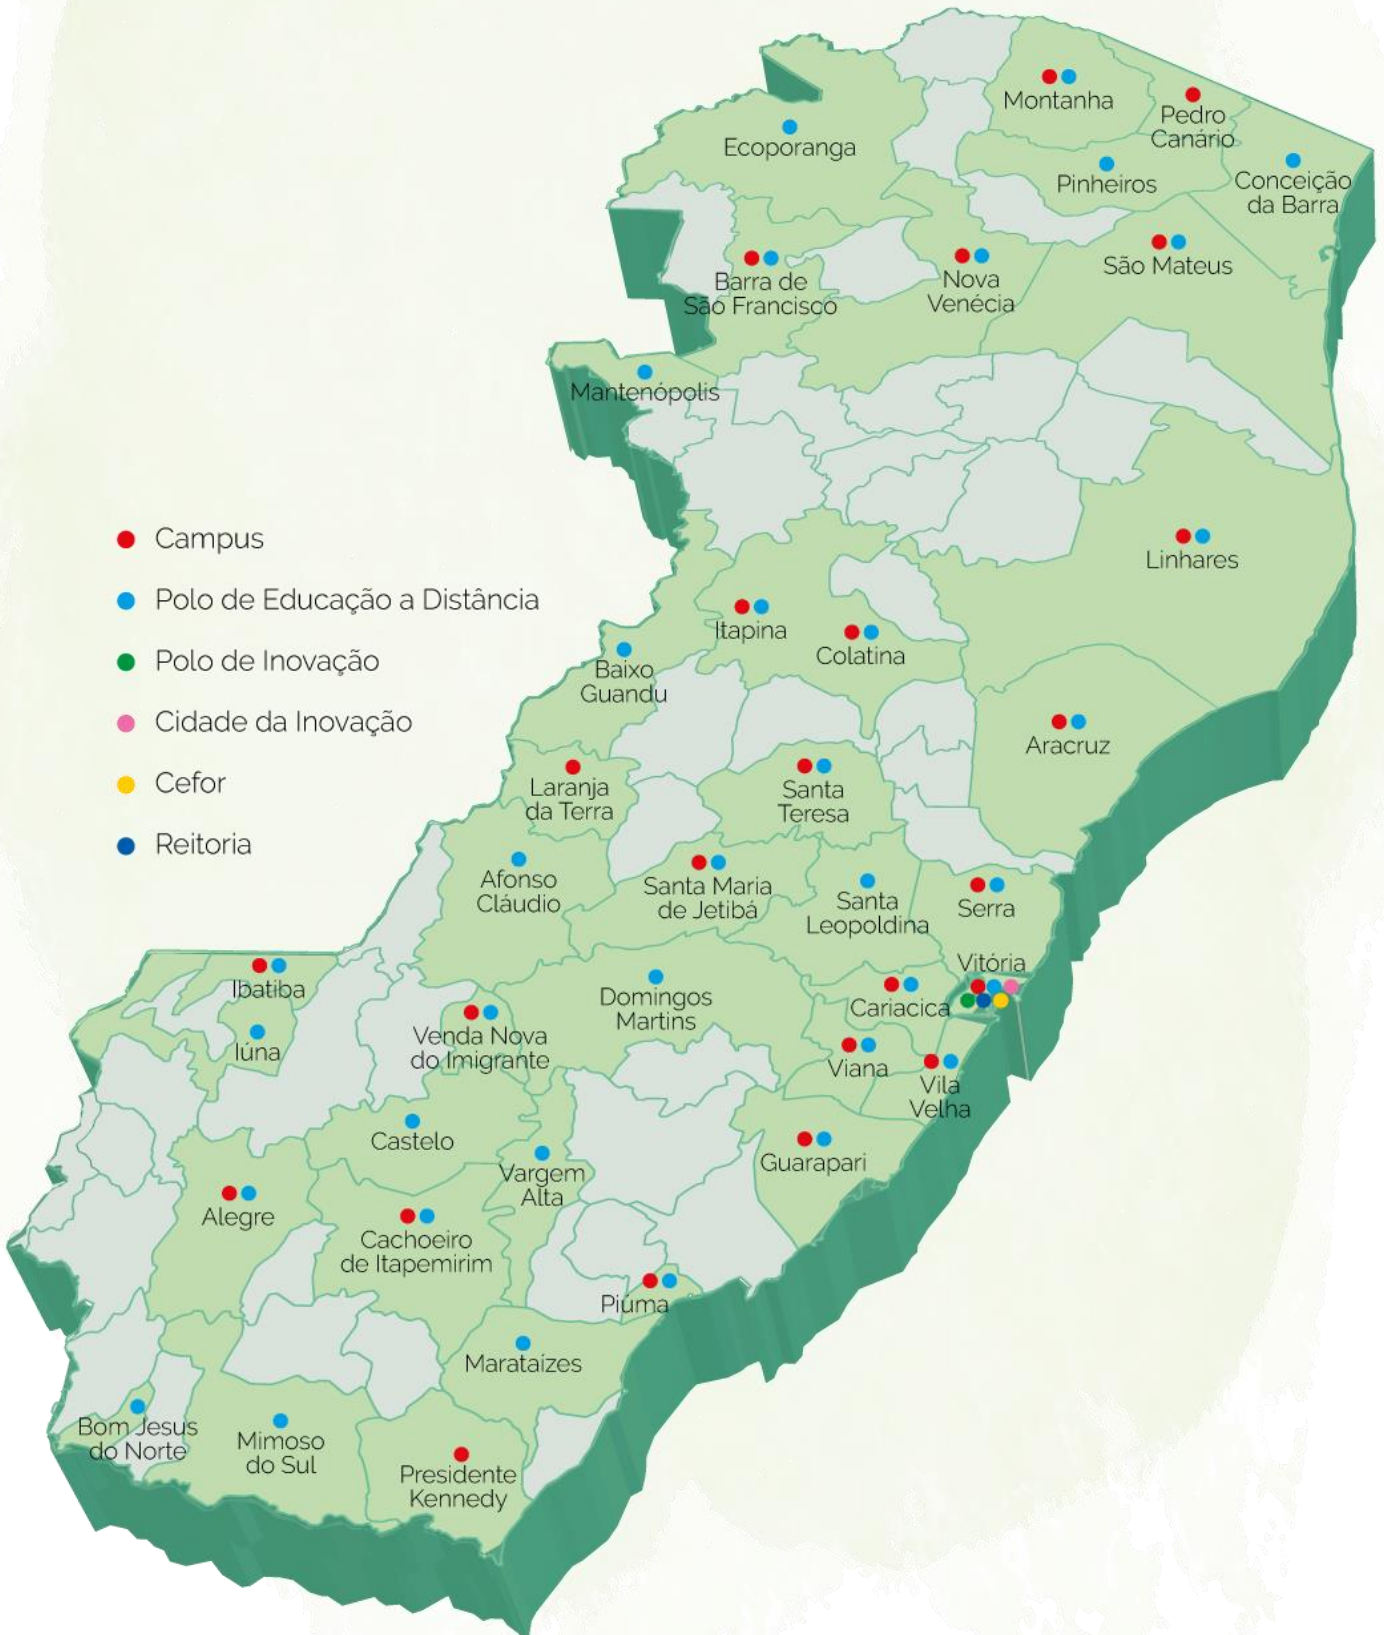 Montanha
Pedro
Canário
Ecoporanga
Pinheiros
Conceição
da Barra
São Mateus
Barra de
São Francisco
Nova
Venécia
Mantenópolis
Campus
Polo de Educação a Distância
Polo de Inovação
Cidade da Inovação
Cefor
Reitoria
Linhares
Itapina
Colatina
Baixo
Guandu
Aracruz
Laranja
da Terra
Santa
Teresa
Afonso
Cláudio
Santa Maria
de Jetibá
Santa
Leopoldina
Serra
Vitória
Ibatiba
Domingos
Martins
Cariacica
Iúna
Venda Nova
do Imigrante
Viana
Vila
Velha
Castelo
Vargem
Alta
Guarapari
Alegre
Cachoeiro
de Itapemirim
Piúma
Marataízes
Bom Jesus
do Norte
Mimoso
do Sul
Presidente
Kennedy